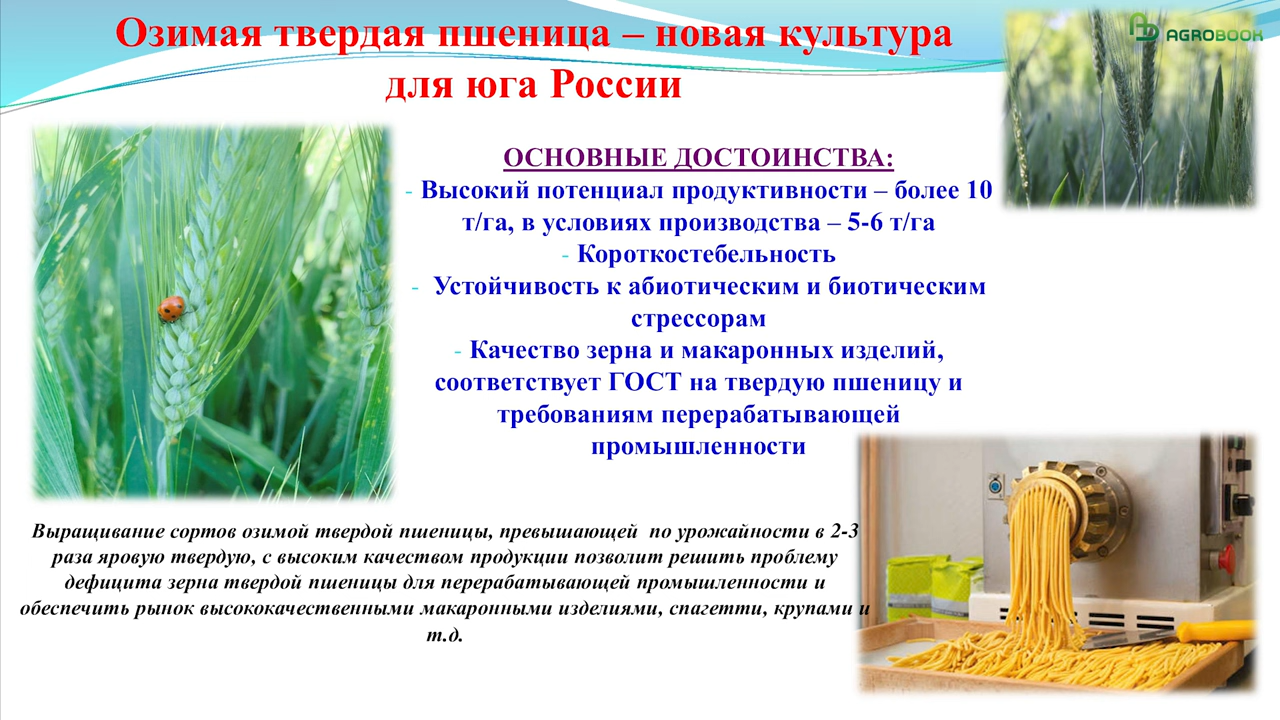 Озимая твердая пшеница – новая культура
для юга России
AGROBOOK
ОСНОВНЫЕ ДОСТОИНСТВА:
- Высокий потенциал продуктивности – более 10
т/га, в условиях производства – 5-6 т/га
- Короткостебельность
- Устойчивость к абиотическим и биотическим
стрессорам
- Качество зерна и макаронных изделий,
соответствует ГОСТ на твердую пшеницу и
требованиям перерабатывающей
промышленности
Выращивание сортов озимой твердой пшеницы, превышающей по урожайности в 2-3
раза яровую твердую, с высоким качеством продукции позволит решить проблему
дефицита зерна твердой пшеницы для перерабатывающей промышленности и
обеспечить рынок высококачественными макаронными изделиями, спагетти, крупами и
т.д.